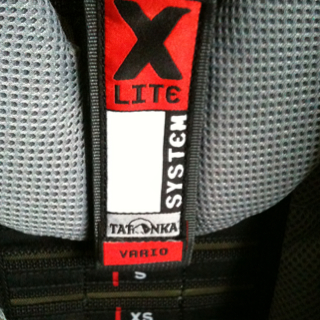 X
LITE
SYSTEM
TATONKA
VARIO
S
XS